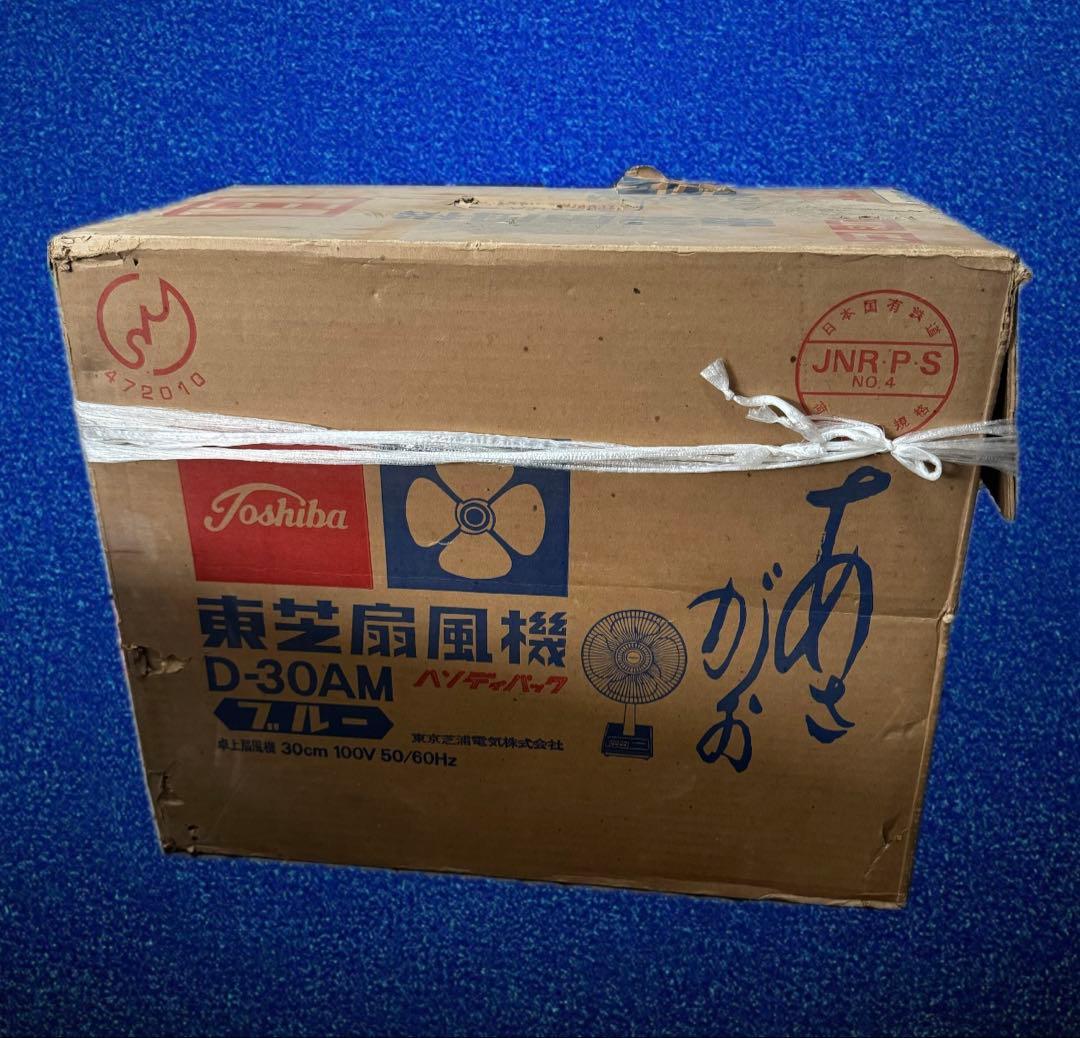 472010
日本国有鉄道
JNR・P・S
NO.4
規格
Toshiba
東芝扇風機
D-30AM
ハンディパック
ブルー
卓上扇風機 30cm 100V 50/60Hz
東京芝浦電気株式会社
あさ
がお